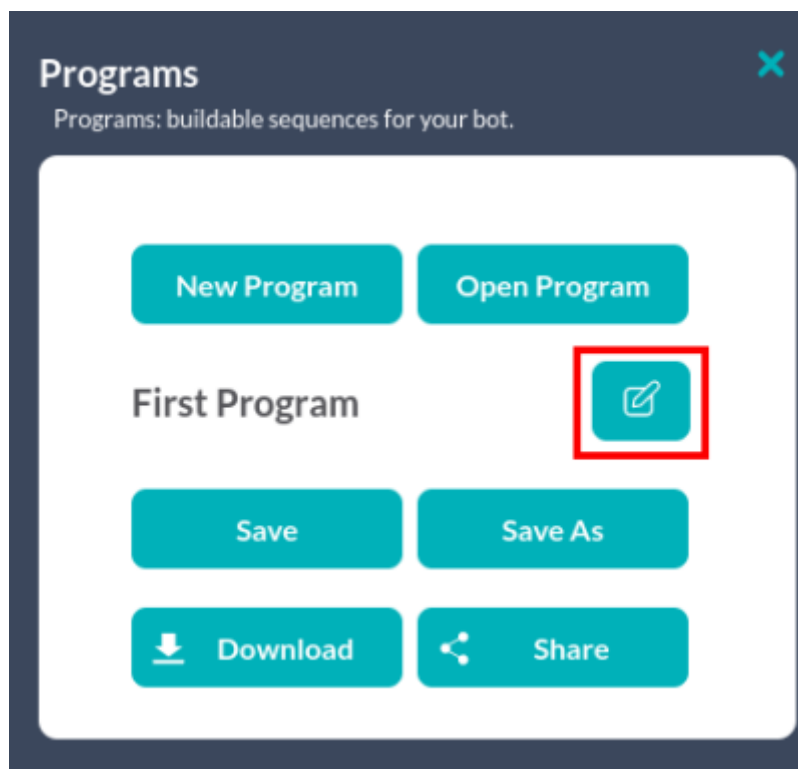 Programs
Programs: buildable sequences for your bot.
New Program
Open Program
First Program
Save
Save As
Download
Share